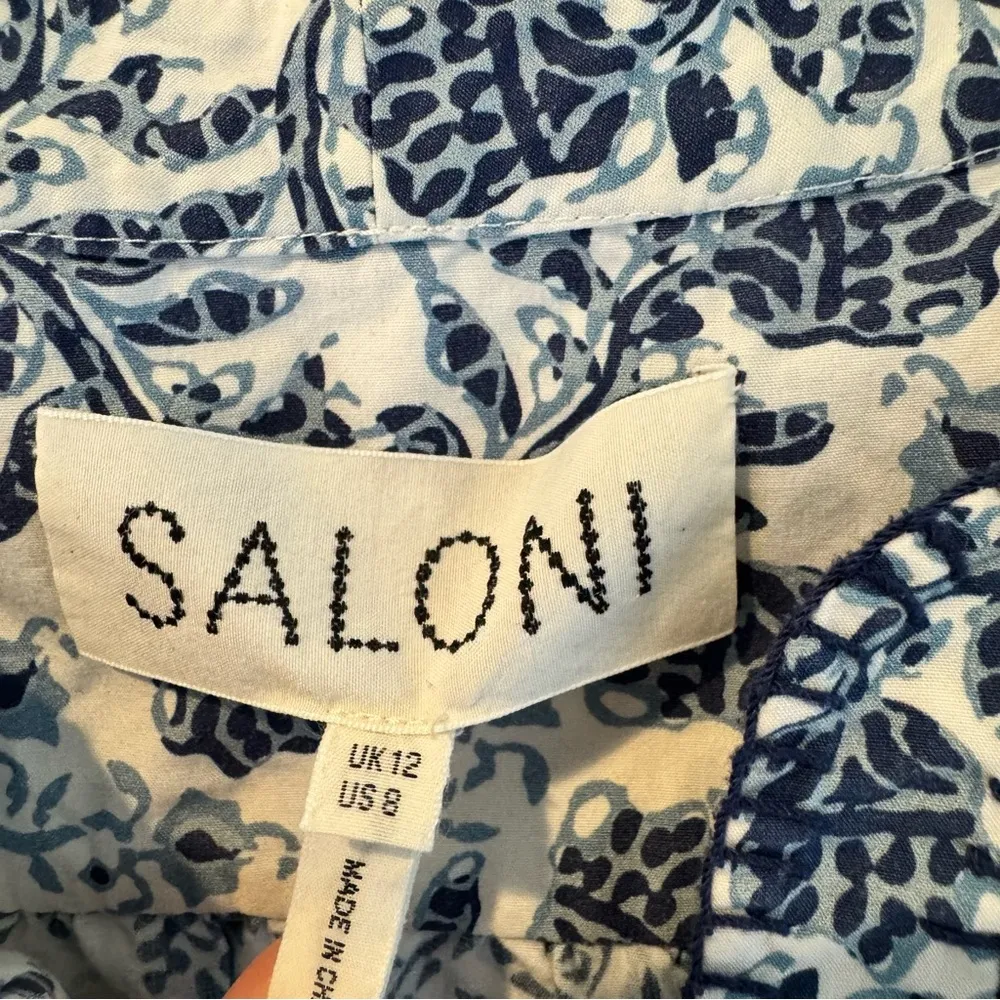 SALONI
UK 12
US 8
MADE IN CH